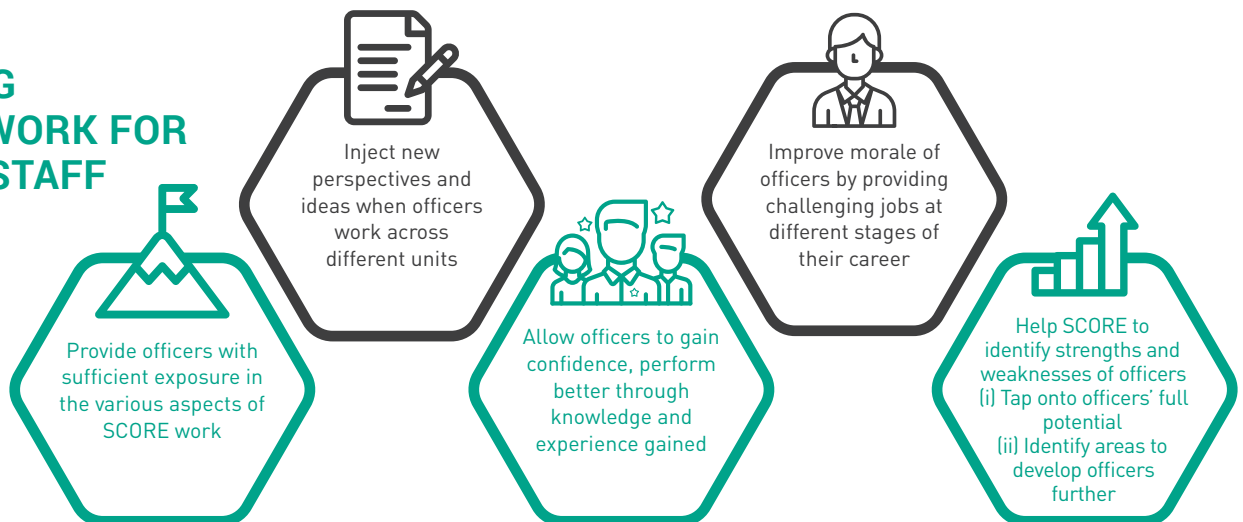 G
WORK FOR
STAFF
Provide officers with
sufficient exposure in
the various aspects of
SCORE work
Inject new
perspectives and
ideas when officers
work across
different units
Allow officers to gain
confidence, perform
better through
knowledge and
experience gained
Improve morale of
officers by providing
challenging jobs at
different stages of
their career
Help SCORE to
identify strengths and
weaknesses of officers
(i) Tap onto officers’ full
potential
(ii) Identify areas to
develop officers
further